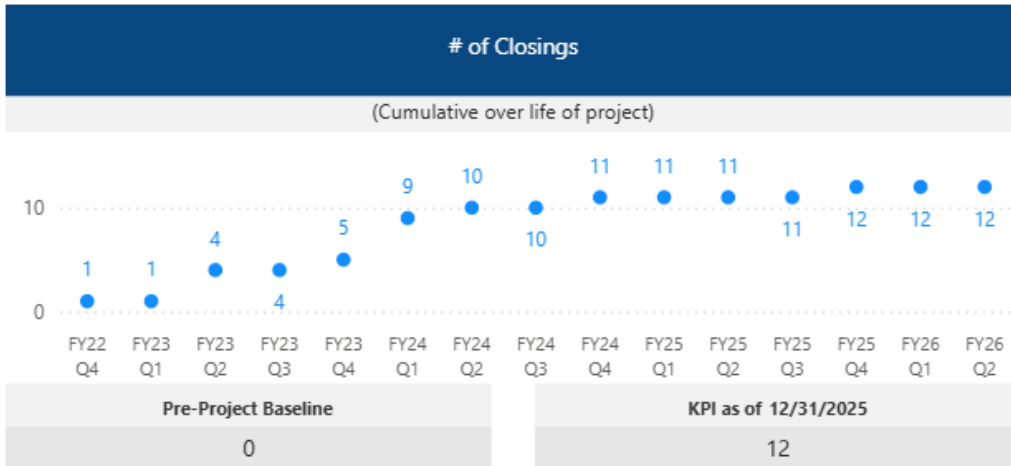 # of Closings
(Cumulative over life of project)
11 11 11
9 10
10
4 5 12 12 12
11
10
1 1
4
0
FY22 FY23 FY23 FY23 FY23 FY24 FY24 FY24 FY24 FY25 FY25 FY25 FY25 FY26 FY26
Q4 Q1 Q2 Q3 Q4 Q1 Q2 Q3 Q4 Q1 Q2 Q3 Q4 Q1 Q2
Pre-Project Baseline KPI as of 12/31/2025
0 12